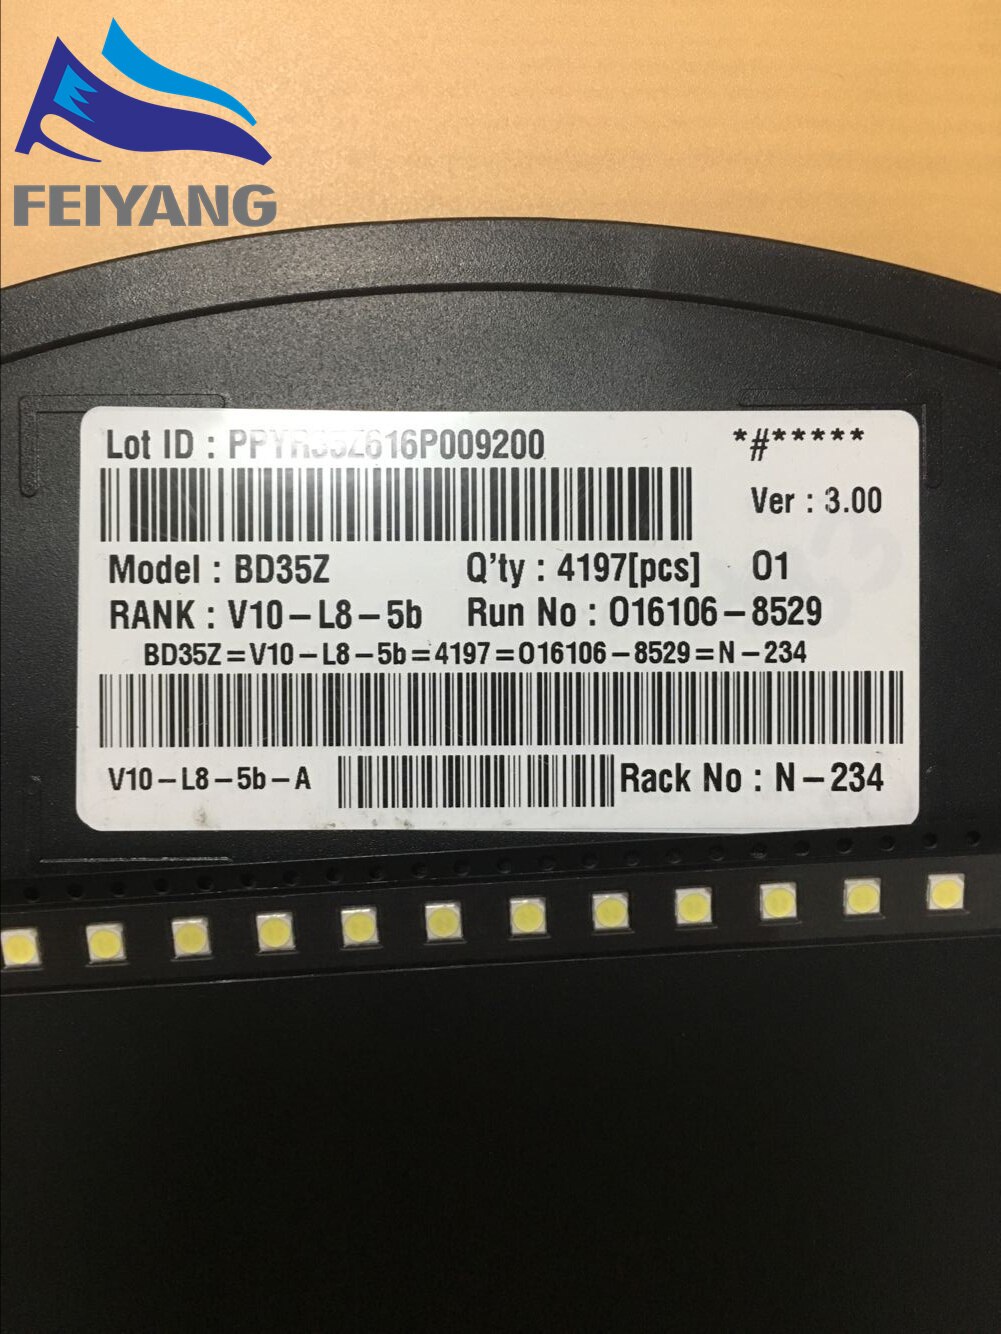 FEIYANG
Lot ID : PPYR35Z616P009200
*#*****
Ver : 3.00
Model : BD35Z Q'ty : 4197[pcs] O1
RANK : V10-L8-5b Run No : O16106-8529
BD35Z=V10-L8-5b=4197=O16106-8529=N-234
V10-L8-5b-A Rack No : N-234